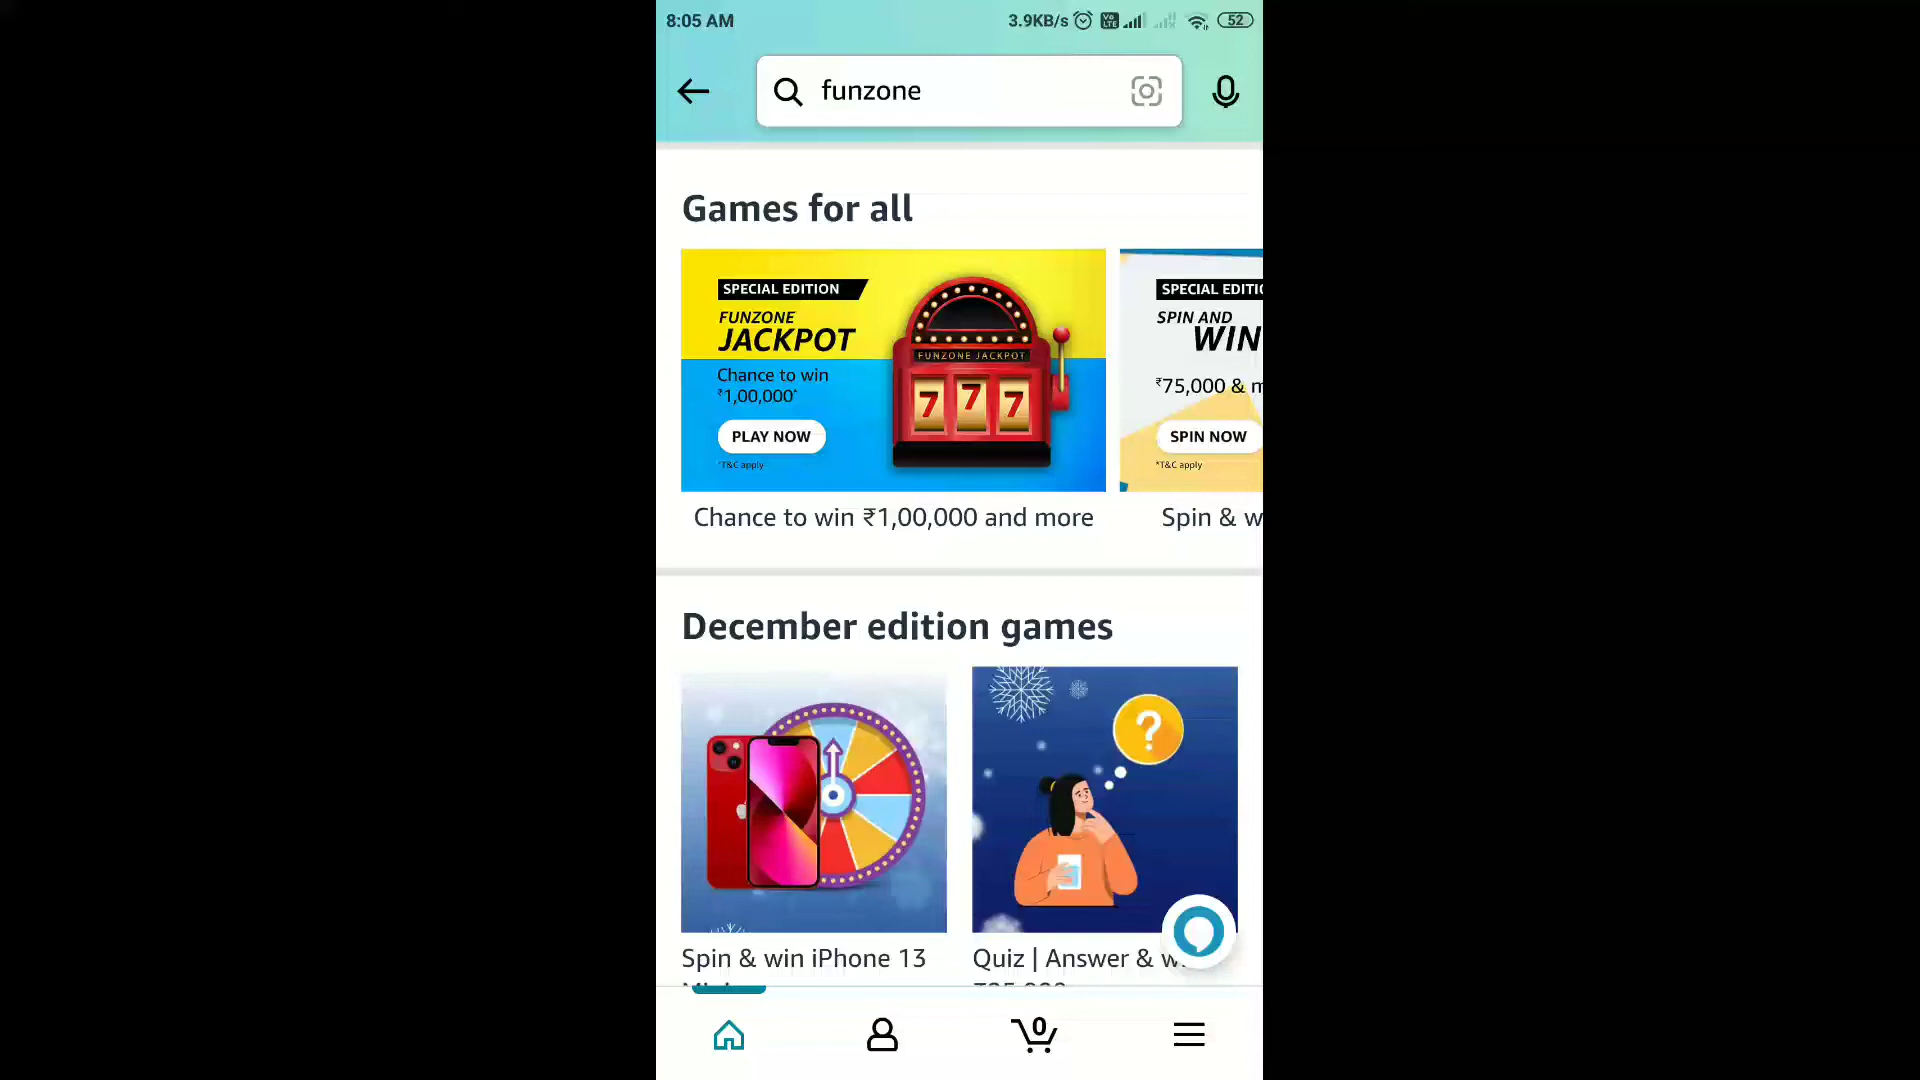 8:05 AM
3.9KB/s
Vo
LTE
52
funzone
Games for all
SPECIAL EDITION
FUNZONE
JACKPOT
Chance to win
₹1,00,000*
PLAY NOW
*T&C apply
FUNZONE JACKPOT
7 7 7
SPECIAL EDITIO
SPIN AND
WIN
₹75,000 & m
SPIN NOW
*T&C apply
Chance to win ₹1,00,000 and more
Spin & w
December edition games
?
Spin & win iPhone 13
Quiz | Answer & w
0